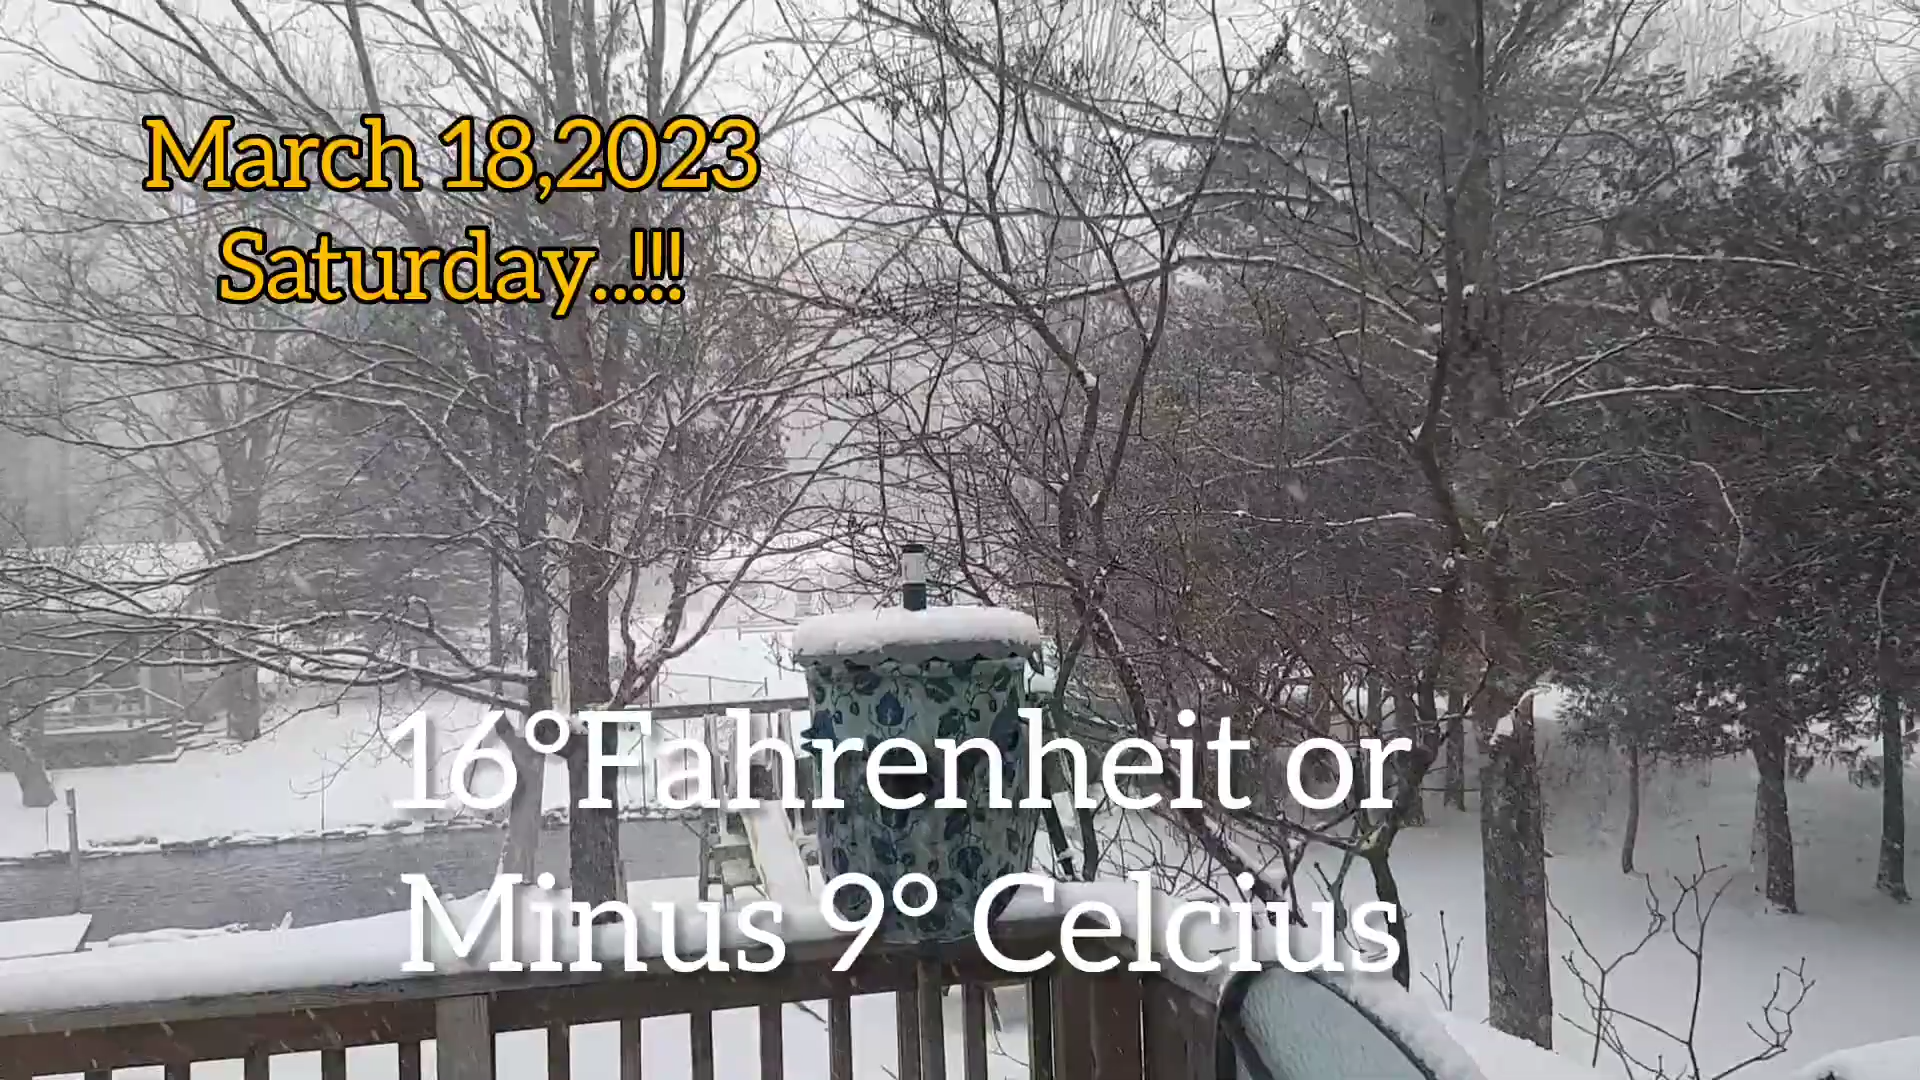 March 18,2023
Saturday..!!!
16°Fahrenheit or
Minus 9° Celcius